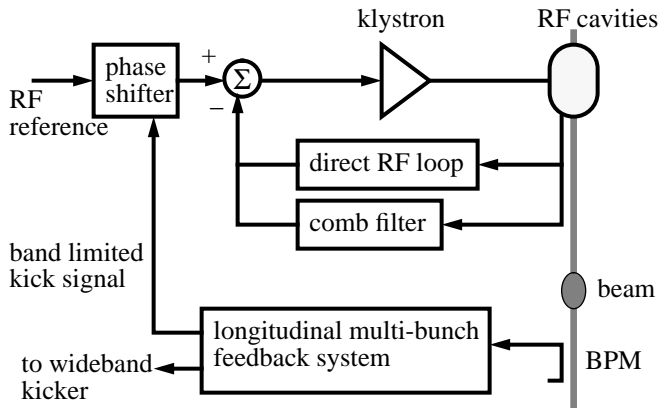 klystron
RF cavities
phase
shifter
+
Σ
−
RF
reference
direct RF loop
comb filter
band limited
kick signal
beam
longitudinal multi-bunch
feedback system
BPM
to wideband
kicker